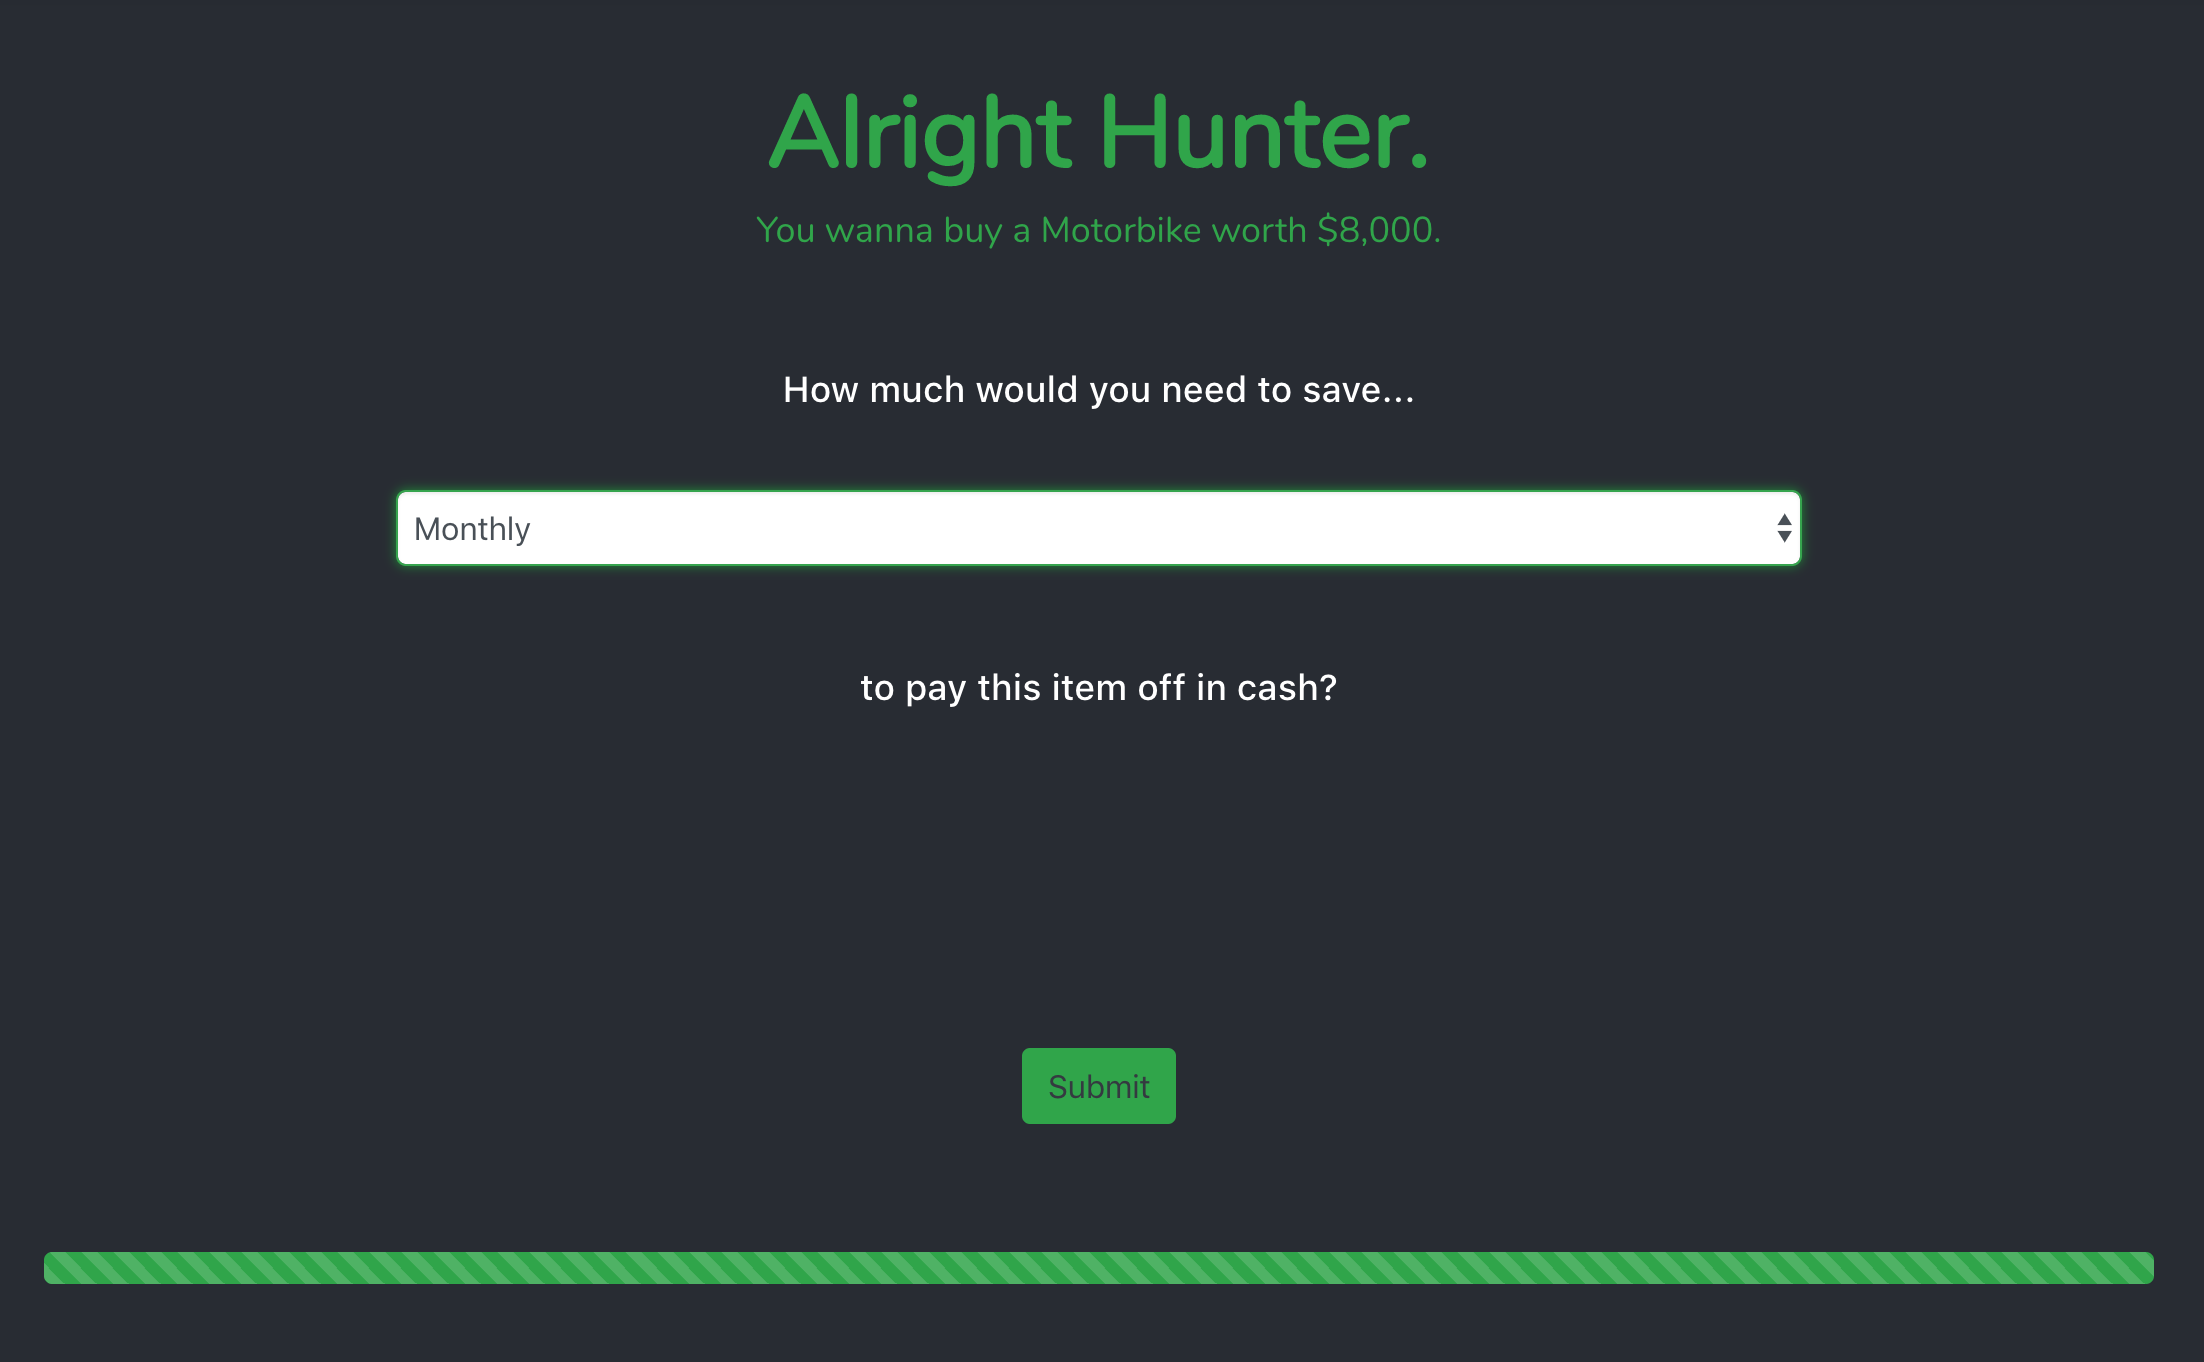 Alright Hunter.
You wanna buy a Motorbike worth $8,000.
How much would you need to save...
Monthly
to pay this item off in cash?
Submit